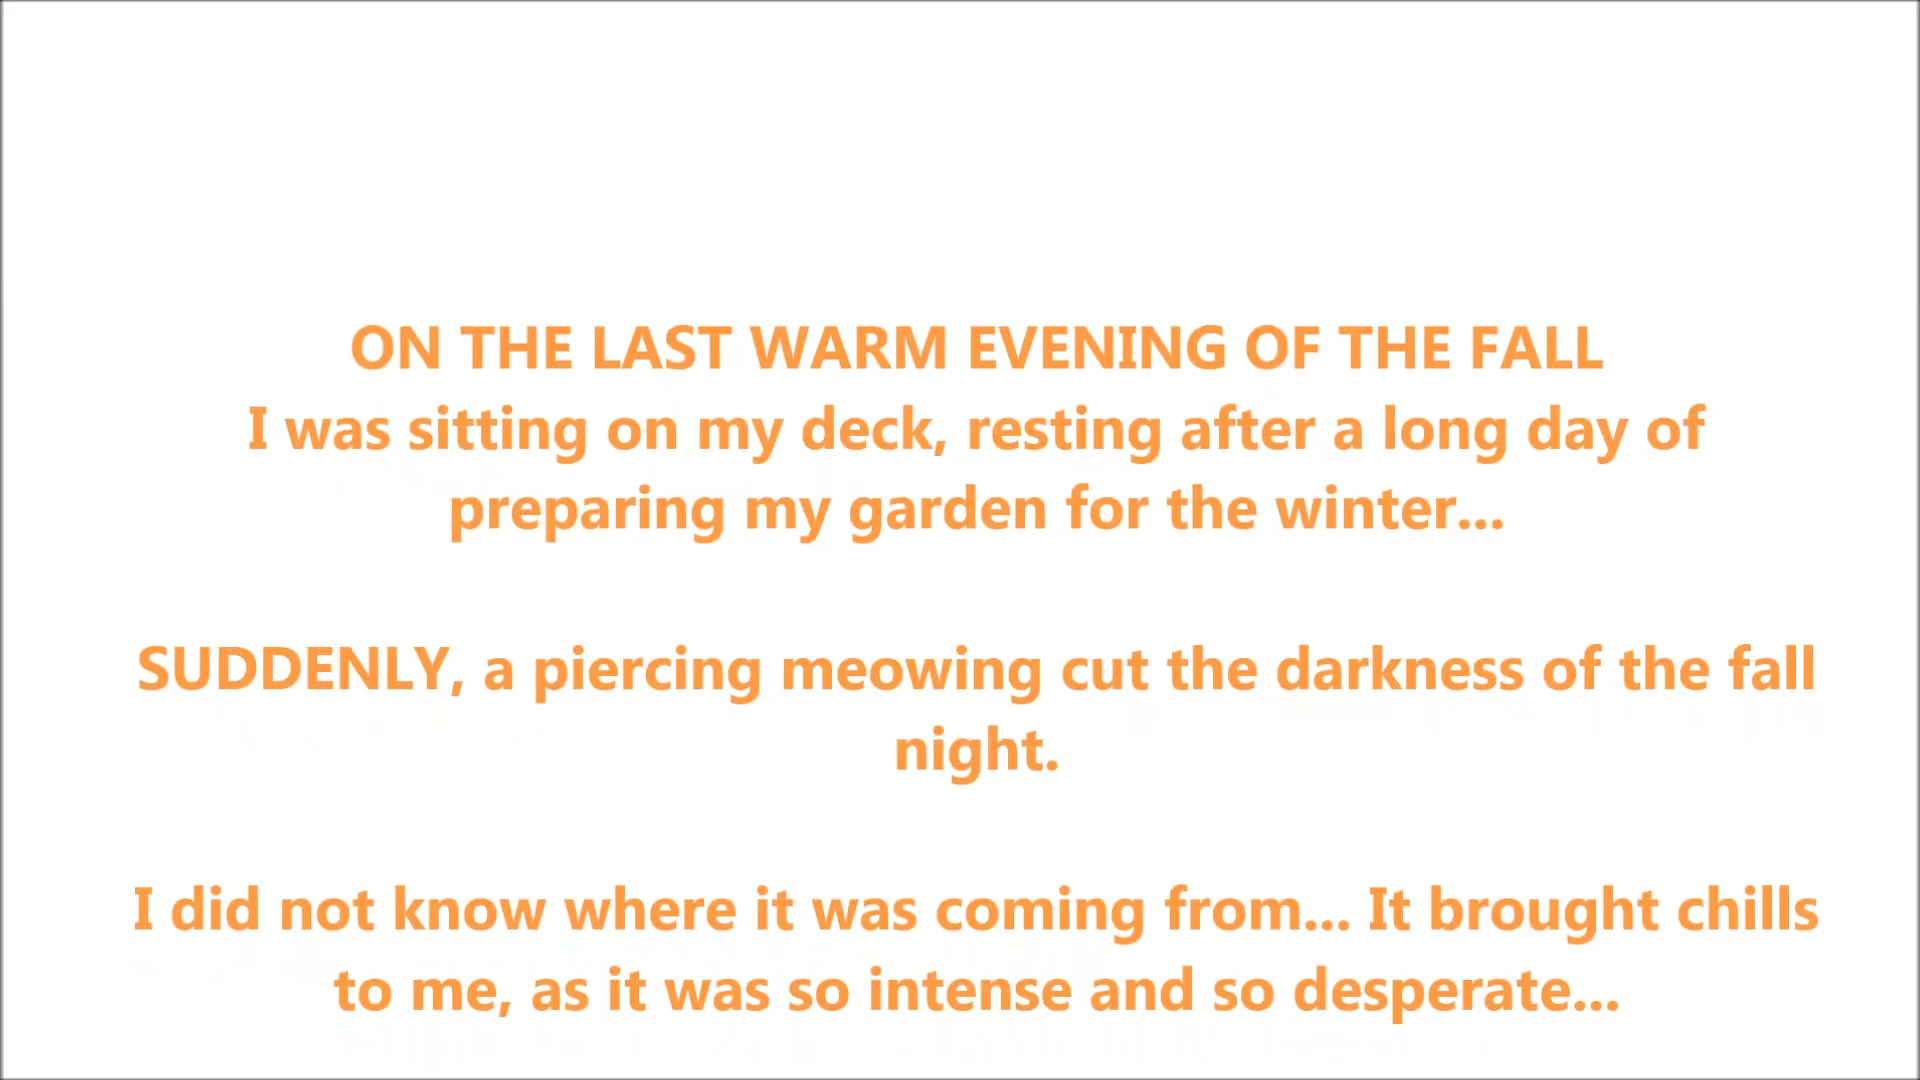 ON THE LAST WARM EVENING OF THE FALL
I was sitting on my deck, resting after a long day of
preparing my garden for the winter...
SUDDENLY, a piercing meowing cut the darkness of the fall
night.
I did not know where it was coming from... It brought chills
to me, as it was so intense and so desperate...